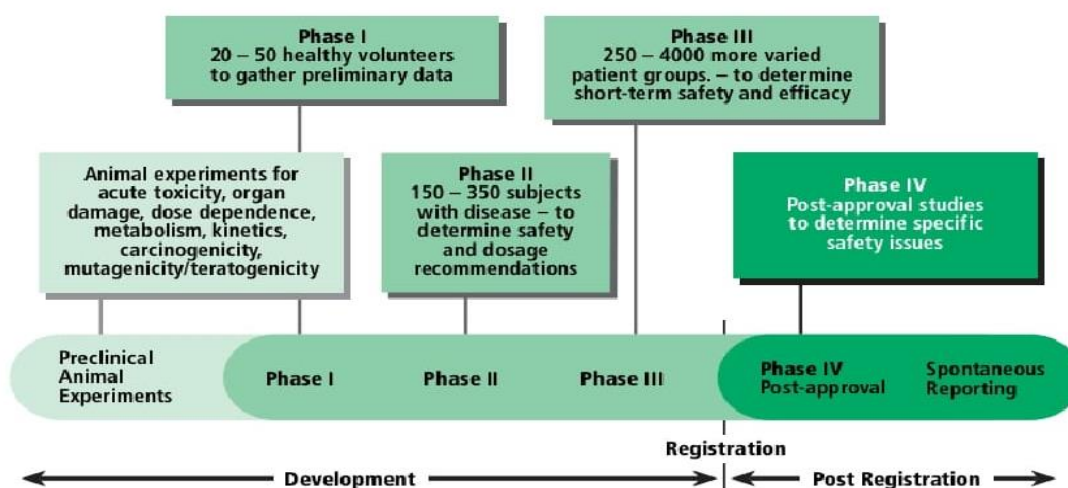 Phase I
20 – 50 healthy volunteers
to gather preliminary data
Phase III
250 – 4000 more varied
patient groups. – to determine
short-term safety and efficacy
Animal experiments for
acute toxicity, organ
damage, dose dependence,
metabolism, kinetics,
carcinogenicity,
mutagenicity/teratogenicity
Phase II
150 – 350 subjects
with disease – to
determine safety
and dosage
recommendations
Phase IV
Post-approval studies
to determine specific
safety issues
Preclinical
Animal
Experiments
Phase I
Phase II
Phase III
Phase IV
Post-approval
Spontaneous
Reporting
Registration
Development
Post Registration